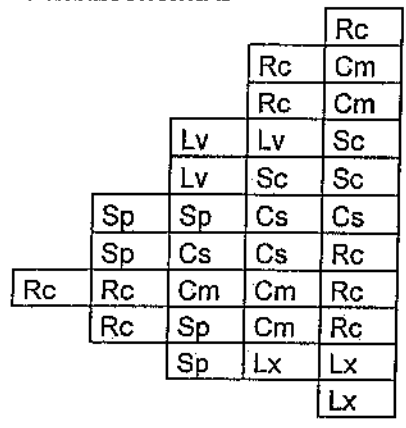 Rc
Rc Cm
Rc Cm
Lv Lv Sc
Lv Sc Sc
Sp Sp Cs Cs
Sp Cs Cs Rc
Rc Rc Cm Cm Rc
Rc Sp Cm Rc
Sp Lx Lx
Lx